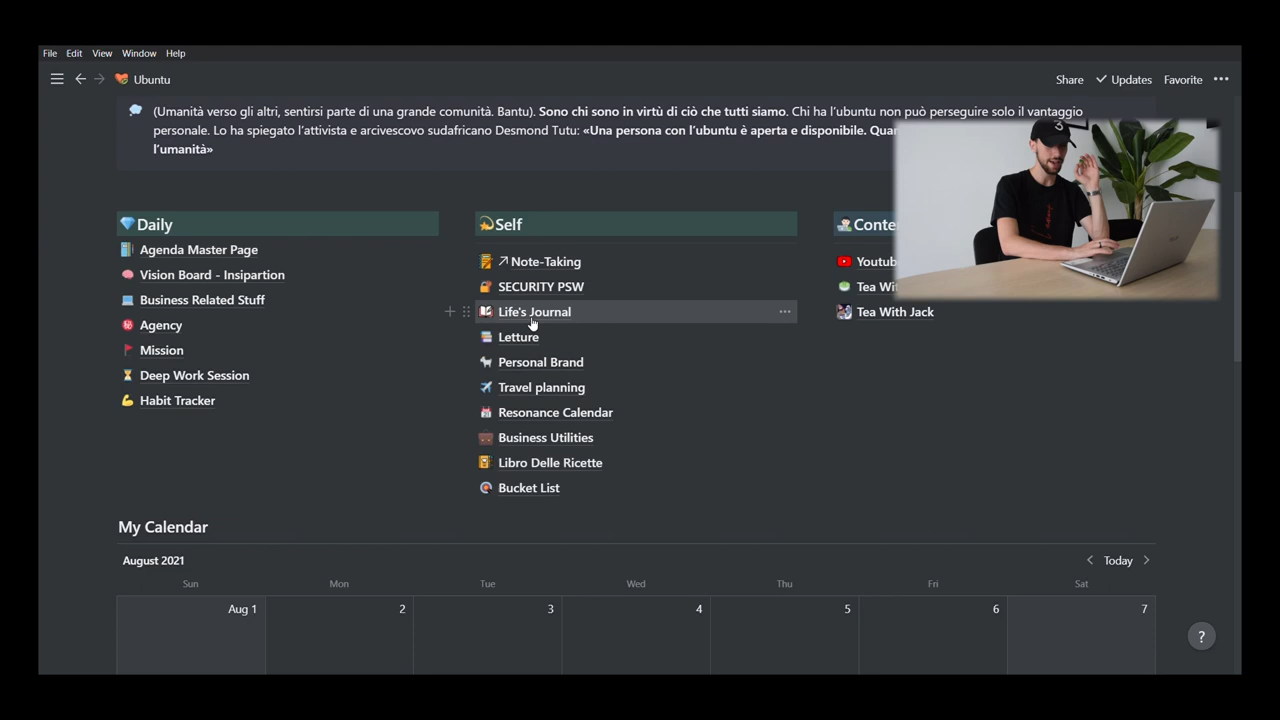 File Edit View Window Help
Ubuntu
Share Updates Favorite
(Umanità verso gli altri, sentirsi parte di una grande comunità. Bantu). Sono chi sono in virtù di ciò che tutti siamo. Chi ha l'ubuntu non può perseguire solo il vantaggio
personale. Lo ha spiegato l'attivista e arcivescovo sudafricano Desmond Tutu: «Una persona con l'ubuntu è aperta e disponibile.
l'umanità»
Daily
Agenda Master Page
Vision Board - Insipartion
Business Related Stuff
Agency
Mission
Deep Work Session
Habit Tracker
Self
Note-Taking
SECURITY PSW
Life's Journal
Letture
Personal Brand
Travel planning
Resonance Calendar
Business Utilities
Libro Delle Ricette
Bucket List
Tea
Tea With Jack
My Calendar
August 2021
Today
Sun Mon Tue Wed Thu Fri Sat
Aug 1 2 3 4 5 6 7
?